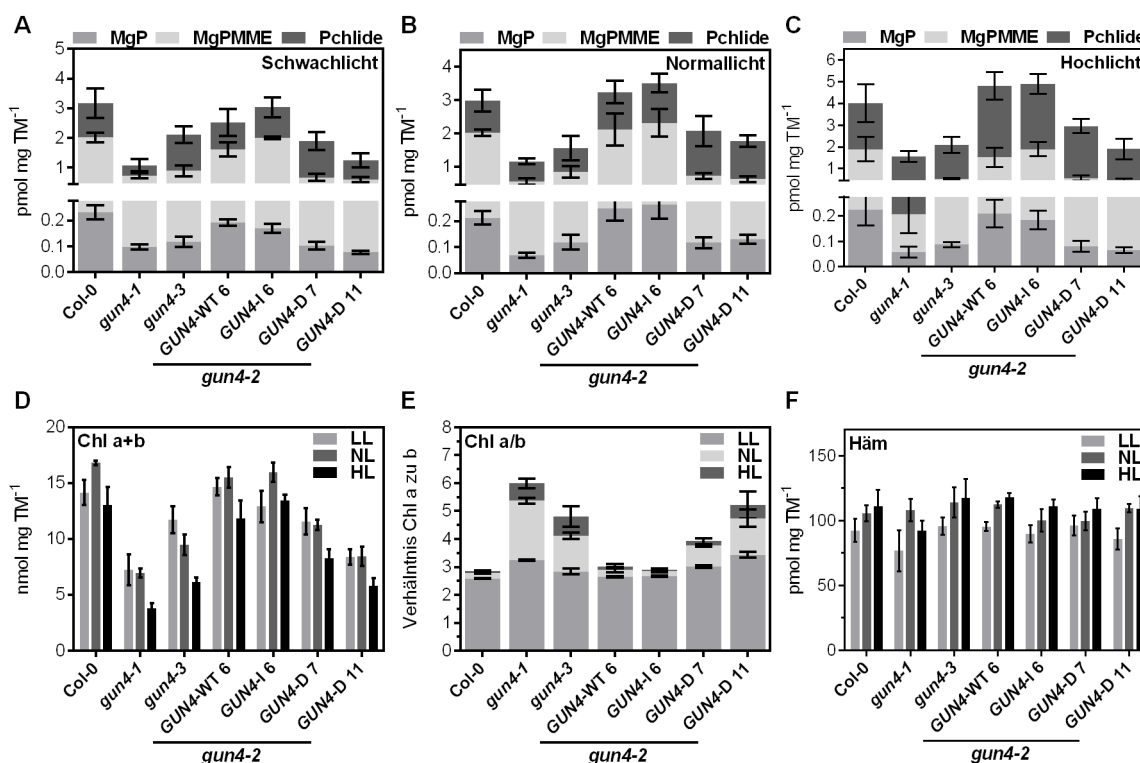 A
MgP MgPMME Pchlide
Schwachlicht
pmol mg TM⁻¹
5
4
3
2
1
0.2
0.1
0.0
Col-0
gun4-1
gun4-3
GUN4-WT 6
GUN4-I 6
GUN4-D 7
GUN4-D 11
gun4-2
B
MgP MgPMME Pchlide
Normallicht
pmol mg TM⁻¹
4
3
2
1
0.2
0.1
0.0
Col-0
gun4-1
gun4-3
GUN4-WT 6
GUN4-I 6
GUN4-D 7
GUN4-D 11
gun4-2
C
MgP MgPMME Pchlide
Hochlicht
pmol mg TM⁻¹
6
5
4
3
2
1
0.2
0.1
0.0
Col-0
gun4-1
gun4-3
GUN4-WT 6
GUN4-I 6
GUN4-D 7
GUN4-D 11
gun4-2
D
Chl a+b
LL
NL
HL
nmol mg TM⁻¹
20
15
10
5
0
Col-0
gun4-1
gun4-3
GUN4-WT 6
GUN4-I 6
GUN4-D 7
GUN4-D 11
gun4-2
E
Chl a/b
LL
NL
HL
Verhälntnis Chl a zu b
8
7
6
5
4
3
2
1
0
Col-0
gun4-1
gun4-3
GUN4-WT 6
GUN4-I 6
GUN4-D 7
GUN4-D 11
gun4-2
F
Häm
LL
NL
HL
pmol mg TM⁻¹
150
100
50
0
Col-0
gun4-1
gun4-3
GUN4-WT 6
GUN4-I 6
GUN4-D 7
GUN4-D 11
gun4-2